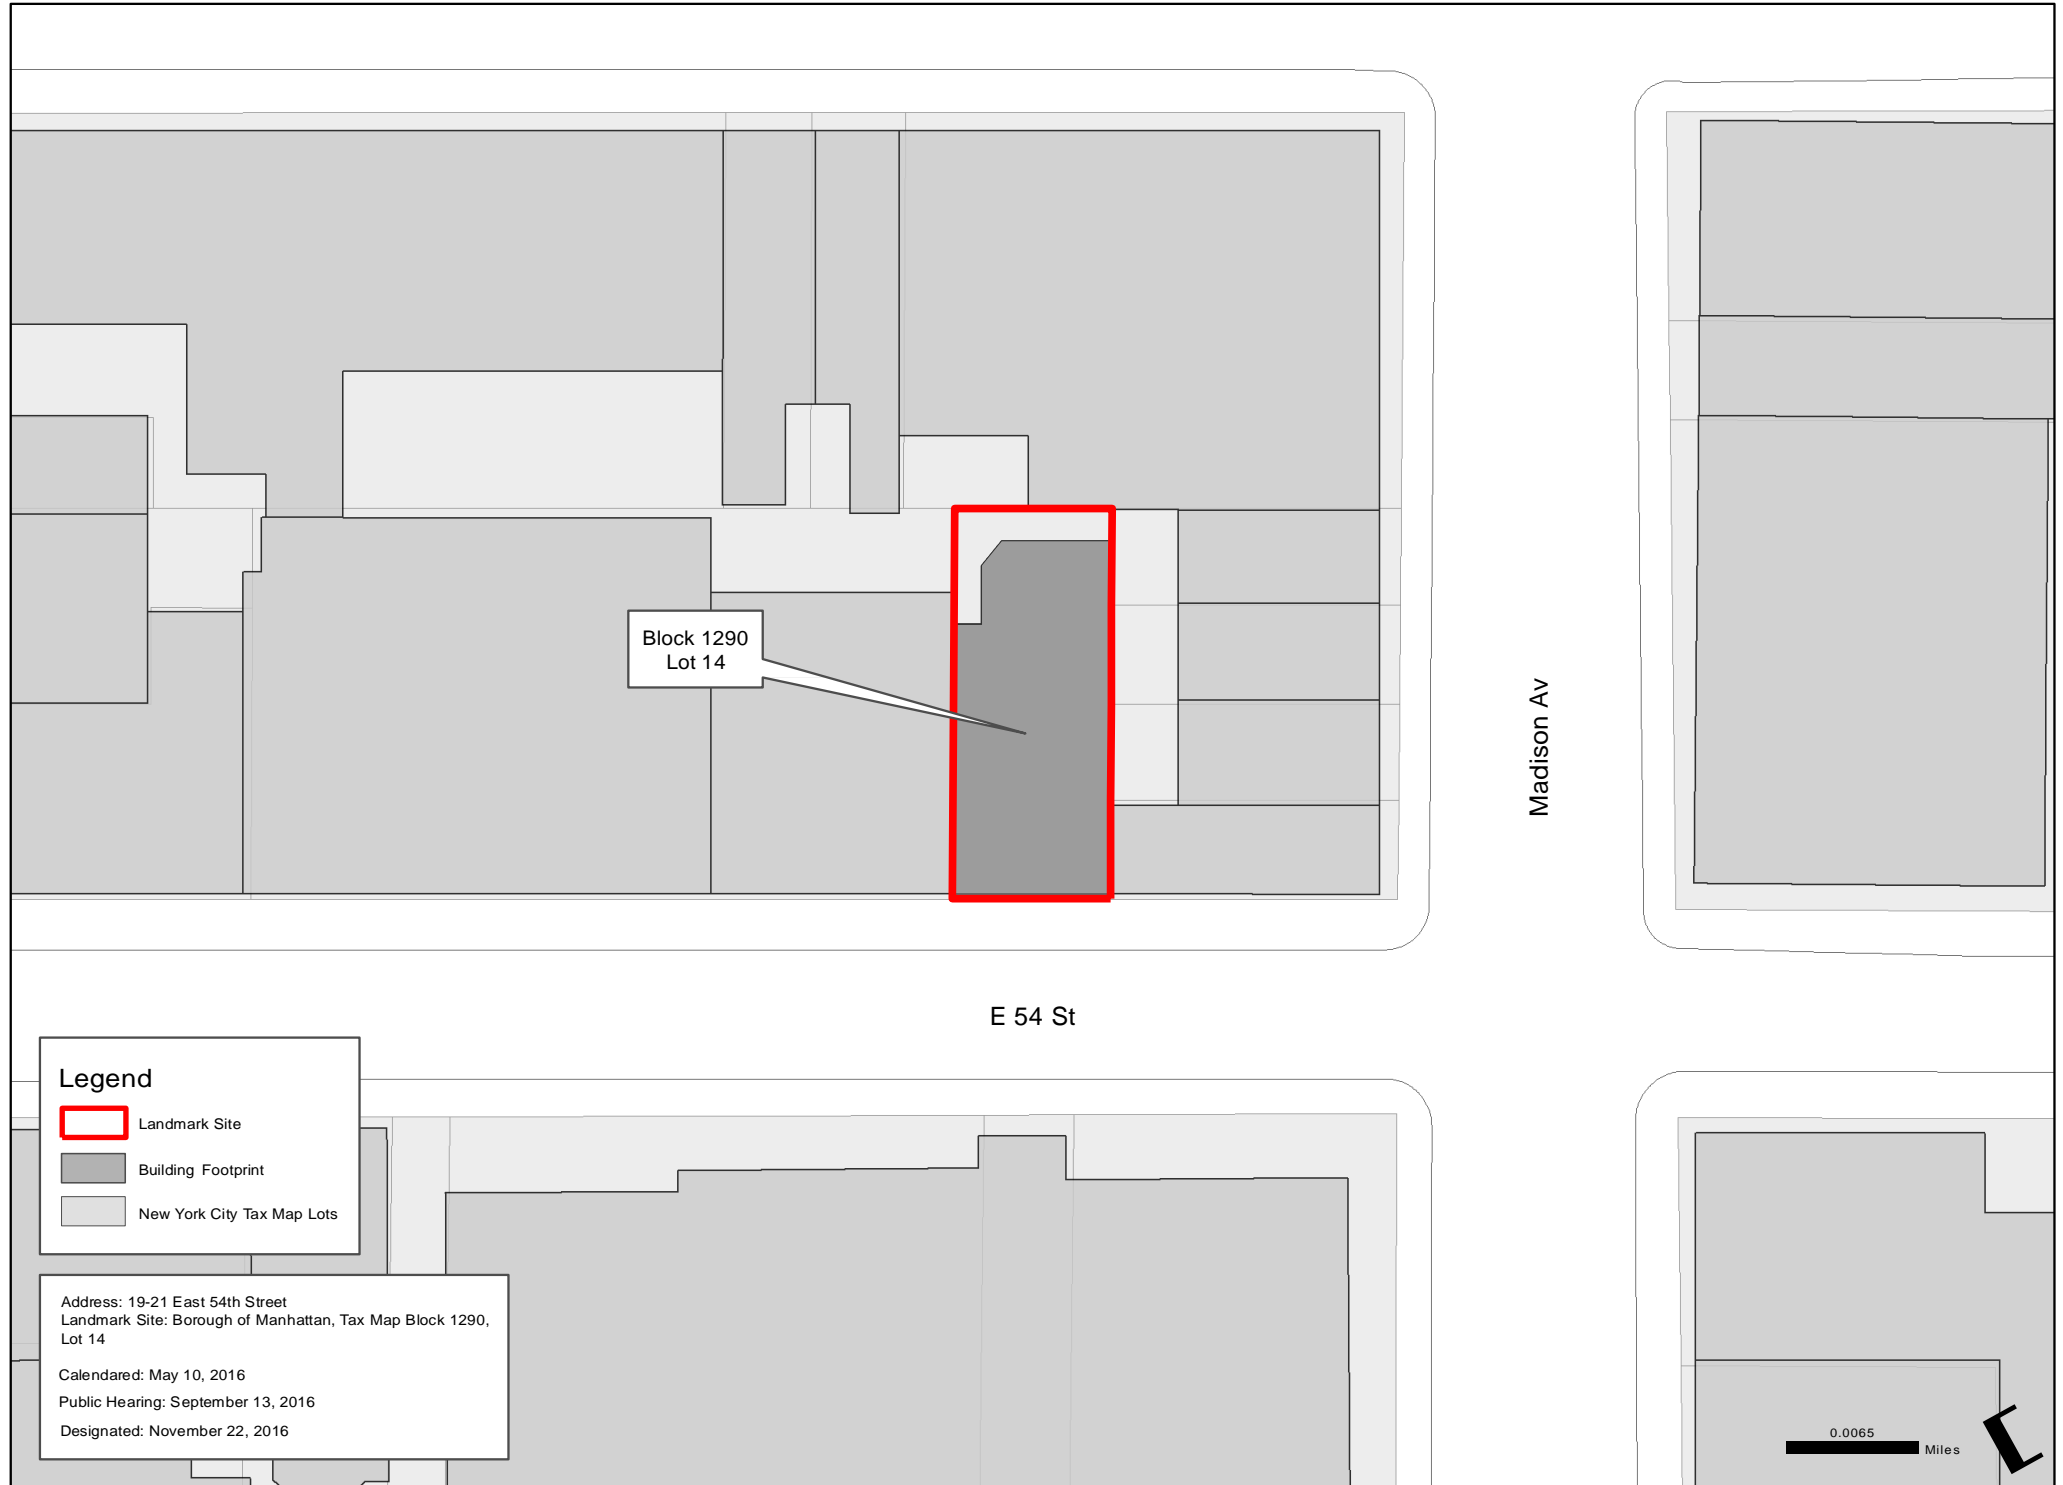 Block 1290
Lot 14
Madison Av
E 54 St
Legend
Landmark Site
Building Footprint
New York City Tax Map Lots
Address: 19-21 East 54th Street
Landmark Site: Borough of Manhattan, Tax Map Block 1290,
Lot 14
Calendared: May 10, 2016
Public Hearing: September 13, 2016
Designated: November 22, 2016
0.0065
Miles